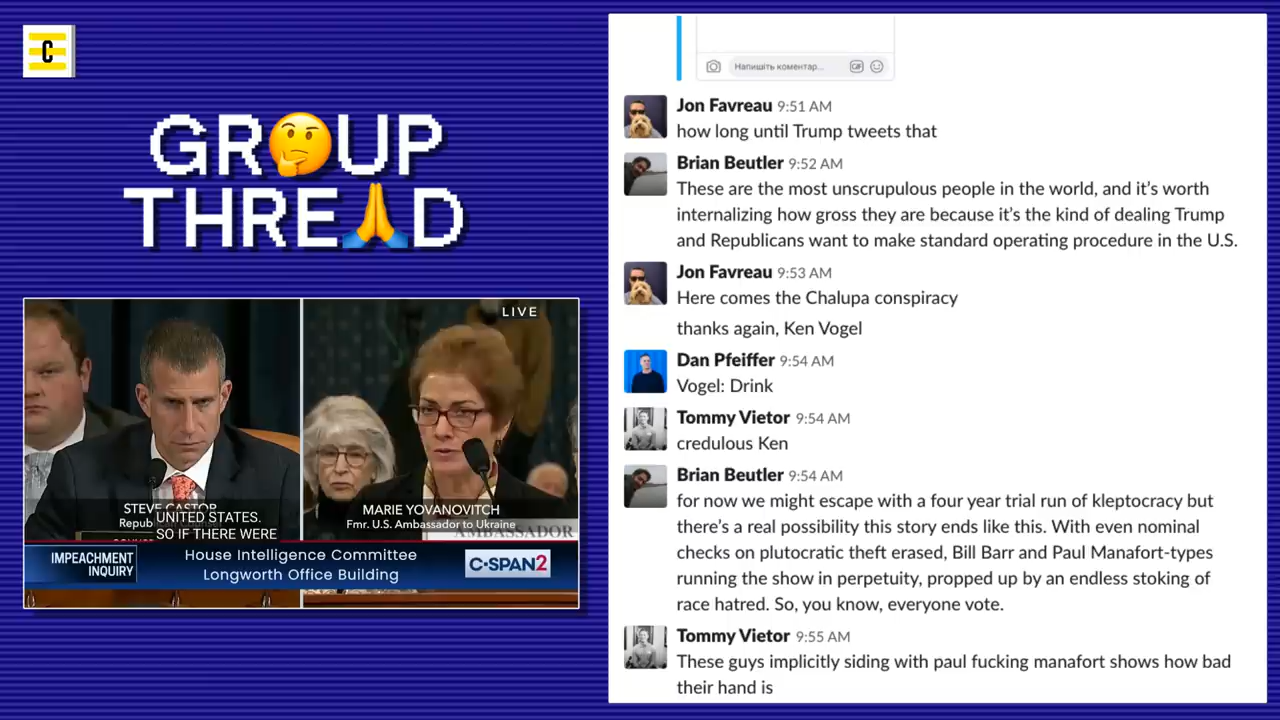 C
GR🤔UP
THRE🙏D
LIVE
STEVE CASTOR
Repub
UNITED STATES.
SO IF THERE WERE
MARIE YOVANOVITCH
Fmr. U.S. Ambassador to Ukraine
AMBASSADOR
IMPEACHMENT
INQUIRY
House Intelligence Committee
Longworth Office Building
C-SPAN2
Напишіть коментар...
GIF
Jon Favreau 9:51 AM
how long until Trump tweets that
Brian Beutler 9:52 AM
These are the most unscrupulous people in the world, and it’s worth
internalizing how gross they are because it’s the kind of dealing Trump
and Republicans want to make standard operating procedure in the U.S.
Jon Favreau 9:53 AM
Here comes the Chalupa conspiracy
thanks again, Ken Vogel
Dan Pfeiffer 9:54 AM
Vogel: Drink
Tommy Vietor 9:54 AM
credulous Ken
Brian Beutler 9:54 AM
for now we might escape with a four year trial run of kleptocracy but
there’s a real possibility this story ends like this. With even nominal
checks on plutocratic theft erased, Bill Barr and Paul Manafort-types
running the show in perpetuity, propped up by an endless stoking of
race hatred. So, you know, everyone vote.
Tommy Vietor 9:55 AM
These guys implicitly siding with paul fucking manafort shows how bad
their hand is